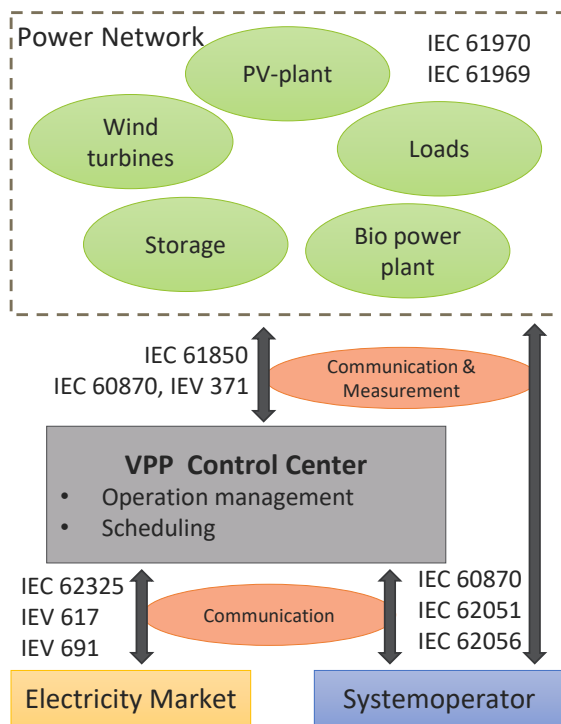 Power Network
IEC 61970
IEC 61969
PV-plant
Wind
turbines
Loads
Storage
Bio power
plant
IEC 61850
IEC 60870, IEV 371
Communication &
Measurement
VPP Control Center
• Operation management
• Scheduling
IEC 62325
IEV 617
IEV 691
Communication
IEC 60870
IEC 62051
IEC 62056
Electricity Market
Systemoperator